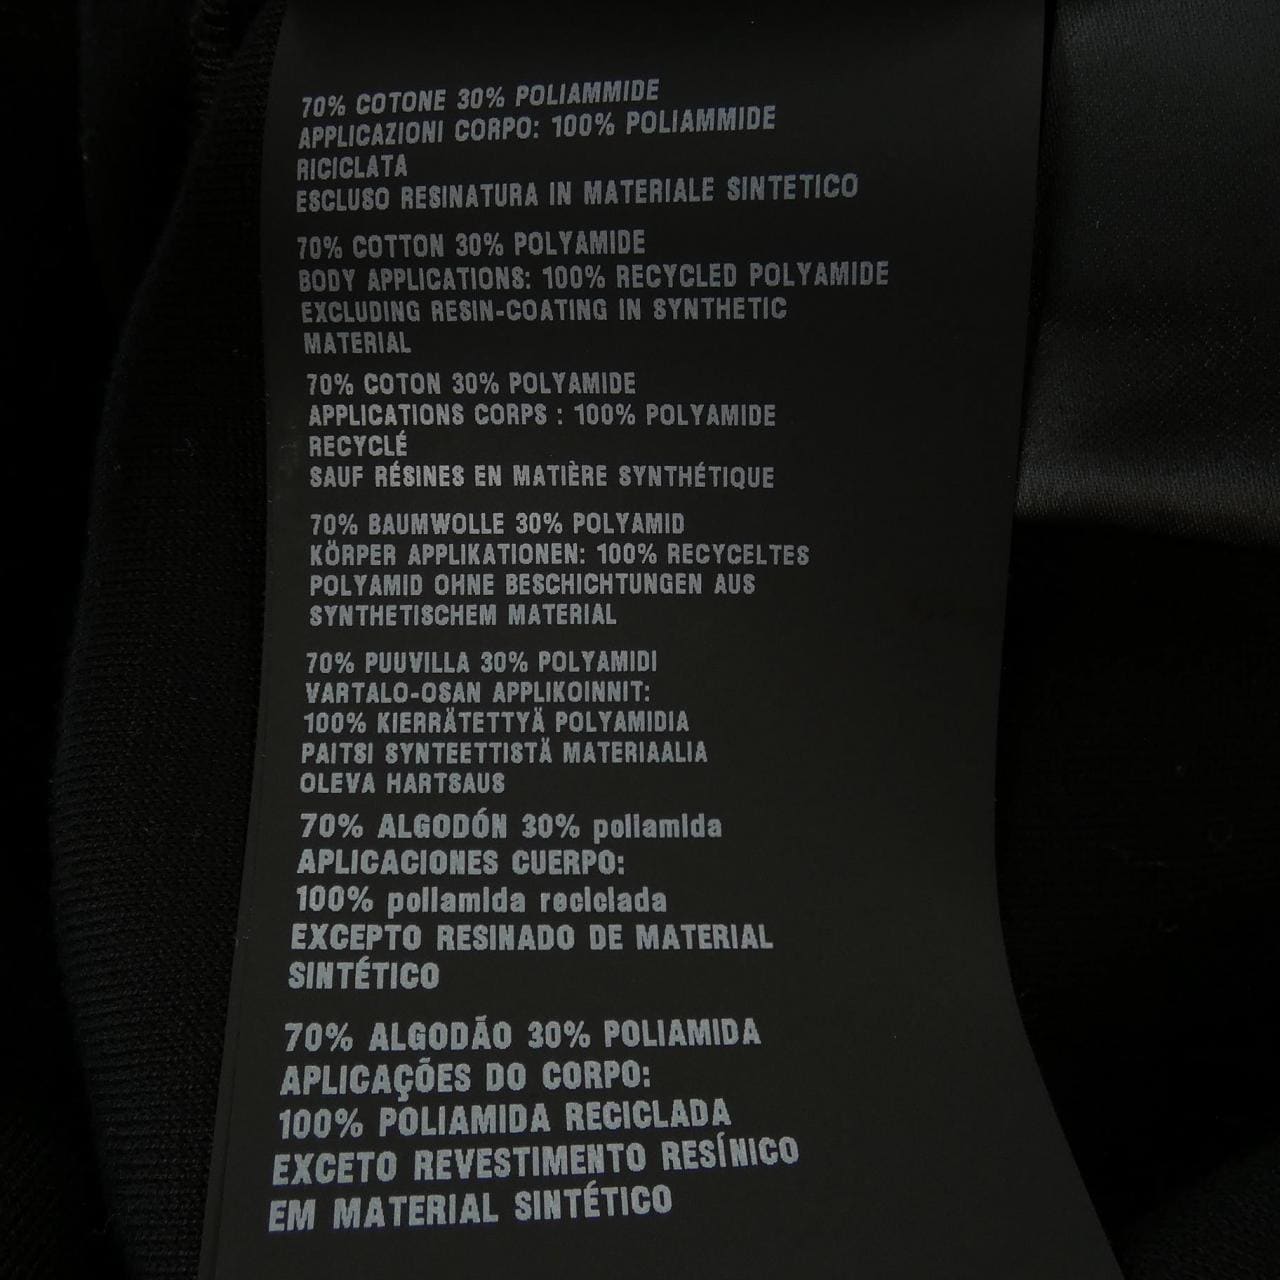 70% COTONE 30% POLIAMMIDE
APPLICAZIONI CORPO: 100% POLIAMMIDE
RICICLATA
ESCLUSO RESINATURA IN MATERIALE SINTETICO
70% COTTON 30% POLYAMIDE
BODY APPLICATIONS: 100% RECYCLED POLYAMIDE
EXCLUDING RESIN-COATING IN SYNTHETIC
MATERIAL
70% COTON 30% POLYAMIDE
APPLICATIONS CORPS : 100% POLYAMIDE
RECYCLÉ
SAUF RÉSINES EN MATIÈRE SYNTHÉTIQUE
70% BAUMWOLLE 30% POLYAMID
KÖRPER APPLIKATIONEN: 100% RECYCELTES
POLYAMID OHNE BESCHICHTUNGEN AUS
SYNTHETISCHEM MATERIAL
70% PUUVILLA 30% POLYAMIDI
VARTALO-OSAN APPLIKOINNIT:
100% KIERRÄTETTYÄ POLYAMIDIA
PAITSI SYNTEETTISTÄ MATERIAALIA
OLEVA HARTSAUS
70% ALGODÓN 30% poliamida
APLICACIONES CUERPO:
100% poliamida reciclada
EXCEPTO RESINADO DE MATERIAL
SINTÉTICO
70% ALGODÃO 30% POLIAMIDA
APLICAÇÕES DO CORPO:
100% POLIAMIDA RECICLADA
EXCETO REVESTIMENTO RESÍNICO
EM MATERIAL SINTÉTICO